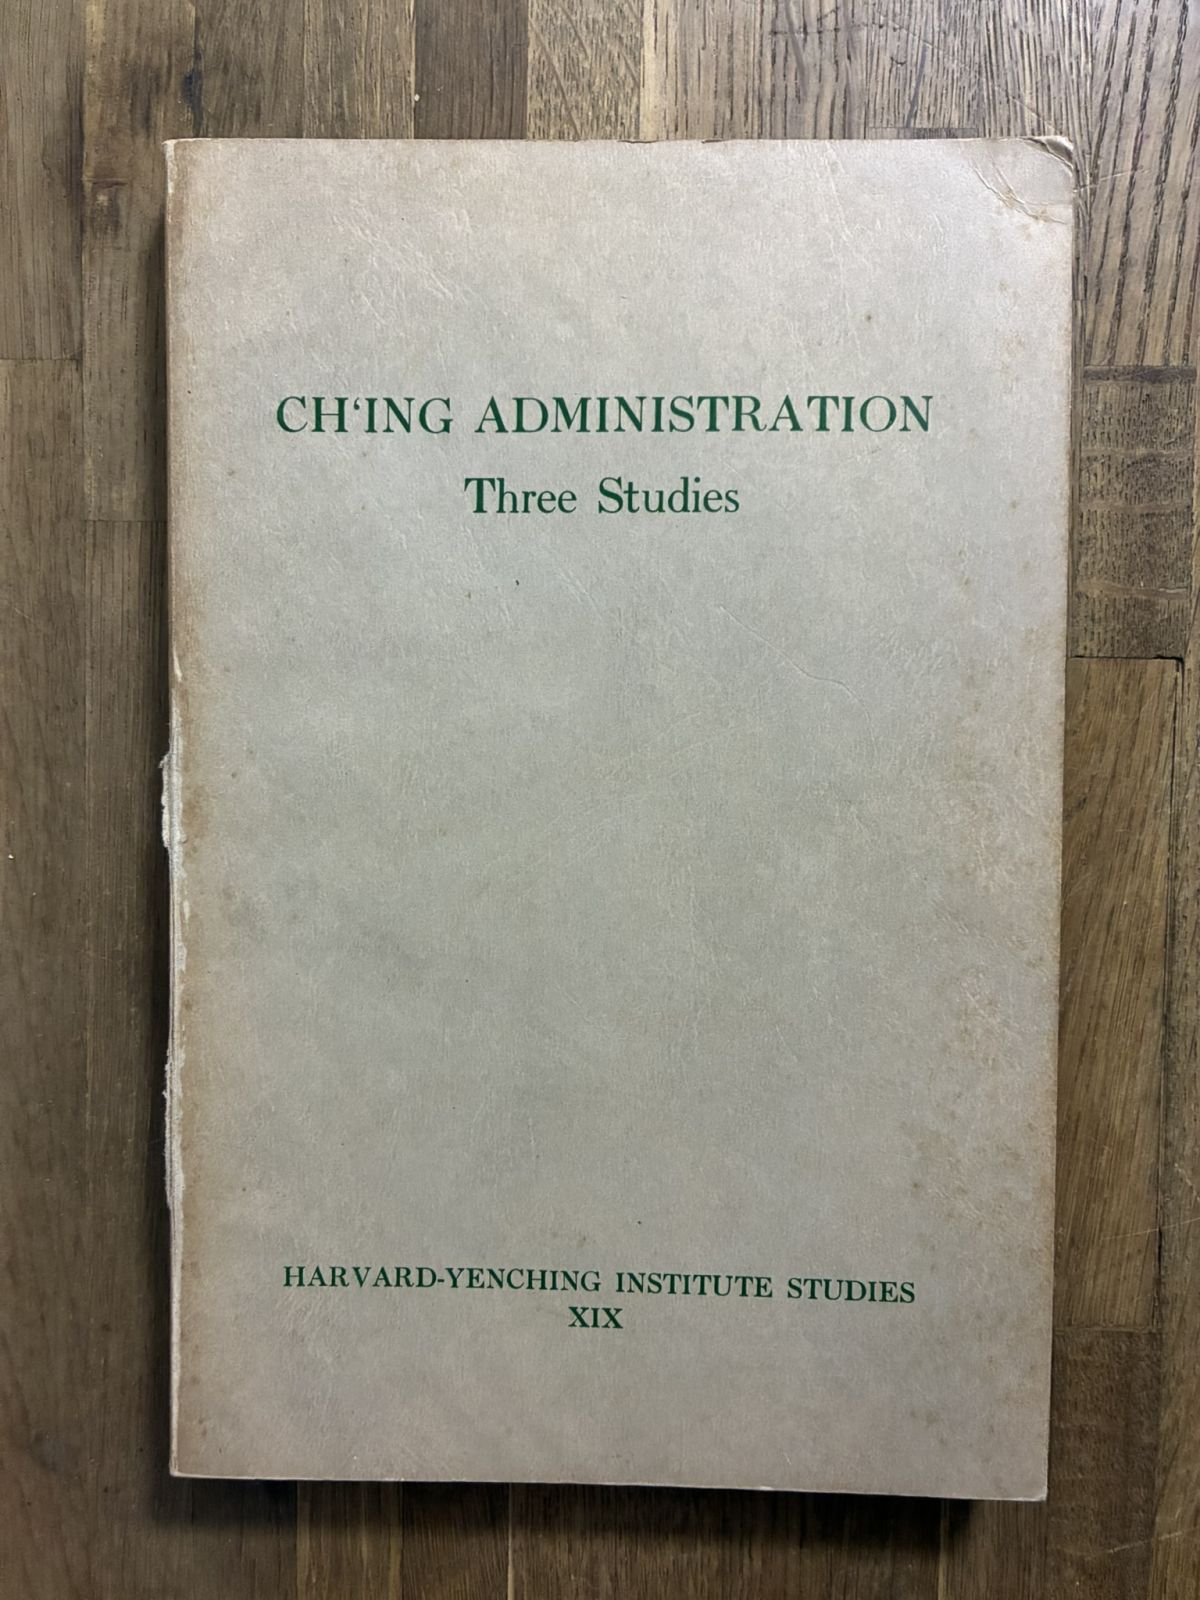 CH‘ING ADMINISTRATION
Three Studies
HARVARD-YENCHING INSTITUTE STUDIES
XIX